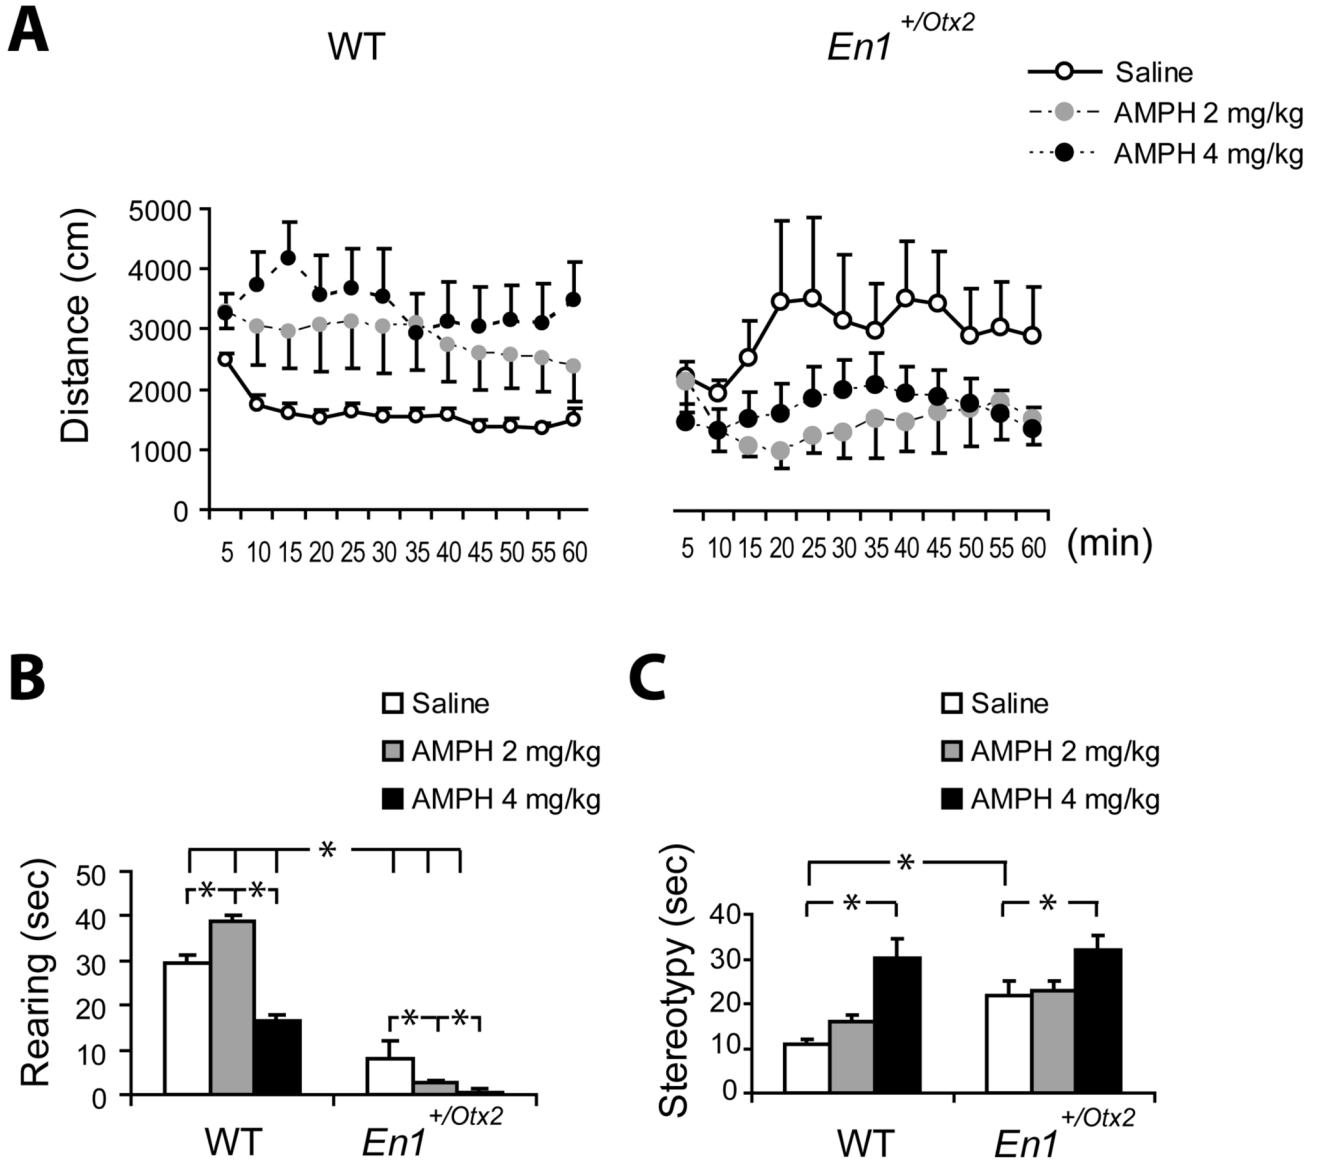 A
WT
En1 +/Otx2
Saline
AMPH 2 mg/kg
AMPH 4 mg/kg
Distance (cm)
5000
4000
3000
2000
1000
0
5 10 15 20 25 30 35 40 45 50 55 60
5 10 15 20 25 30 35 40 45 50 55 60 (min)
B
Saline
AMPH 2 mg/kg
AMPH 4 mg/kg
*
* *
* *
Rearing (sec)
50
40
30
20
10
0
WT
En1 +/Otx2
C
Saline
AMPH 2 mg/kg
AMPH 4 mg/kg
*
* *
Stereotypy (sec)
40
30
20
10
0
WT
En1 +/Otx2